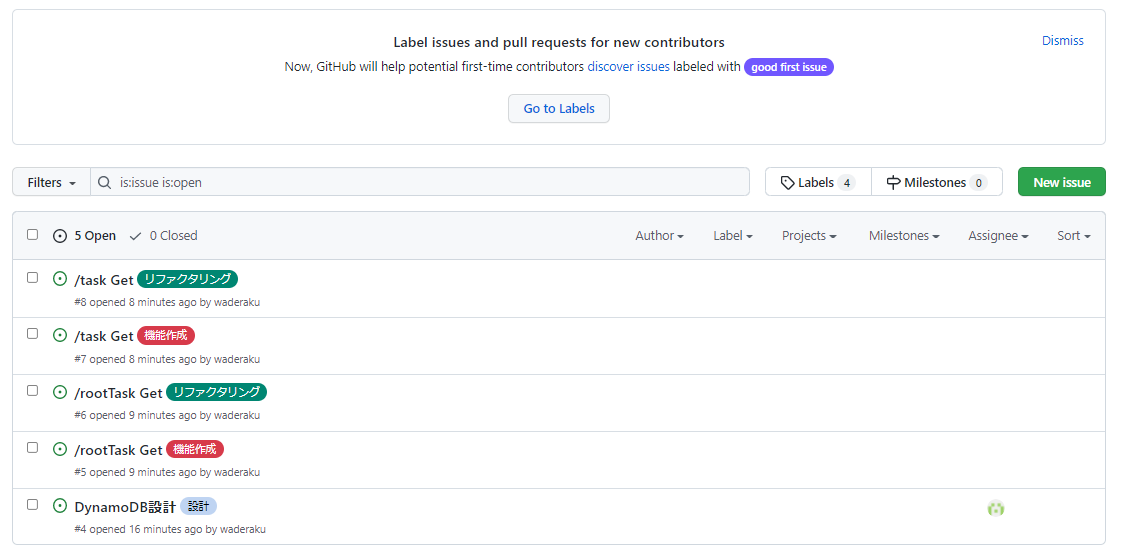 Label issues and pull requests for new contributors
Dismiss
Now, GitHub will help potential first-time contributors discover issues labeled with good first issue
Go to Labels
Filters is:issue is:open Labels 4 Milestones 0 New issue
5 Open 0 Closed Author Label Projects Milestones Assignee Sort
/task Get リファクタリング
#8 opened 8 minutes ago by waderaku
/task Get 機能作成
#7 opened 8 minutes ago by waderaku
/rootTask Get リファクタリング
#6 opened 9 minutes ago by waderaku
/rootTask Get 機能作成
#5 opened 9 minutes ago by waderaku
DynamoDB設計 設計
#4 opened 16 minutes ago by waderaku